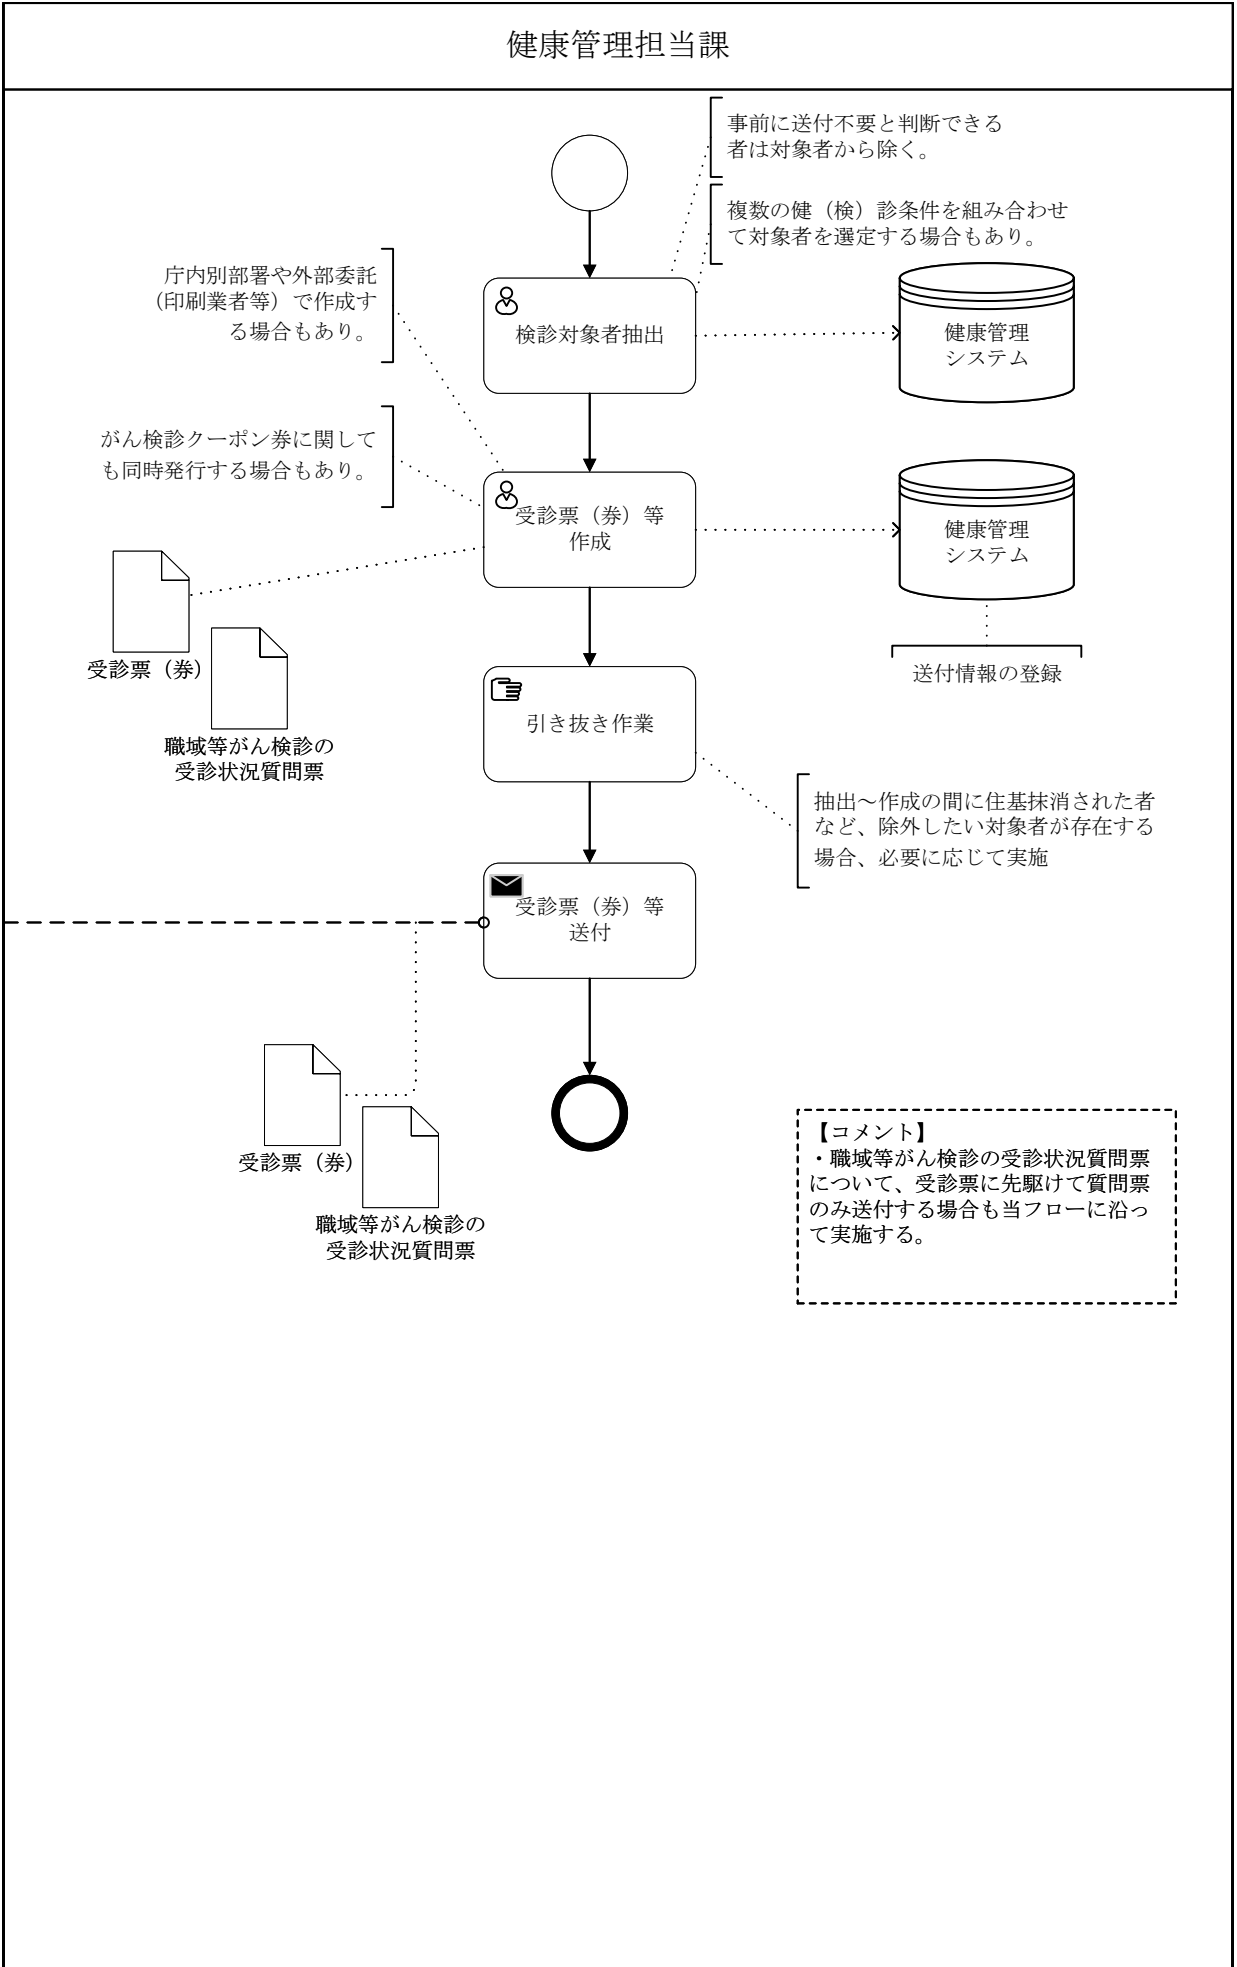 健康管理担当課
事前に送付不要と判断できる
者は対象者から除く。
複数の健（検）診条件を組み合わせ
て対象者を選定する場合もあり。
庁内別部署や外部委託
（印刷業者等）で作成す
る場合もあり。
検診対象者抽出
健康管理
システム
がん検診クーポン券に関して
も同時発行する場合もあり。
受診票（券）等
作成
健康管理
システム
送付情報の登録
受診票（券）
職域等がん検診の
受診状況質問票
引き抜き作業
抽出～作成の間に住基抹消された者
など、除外したい対象者が存在する
場合、必要に応じて実施
受診票（券）等
送付
受診票（券）
職域等がん検診の
受診状況質問票
【コメント】
・職域等がん検診の受診状況質問票
について、受診票に先駆けて質問票
のみ送付する場合も当フローに沿っ
て実施する。